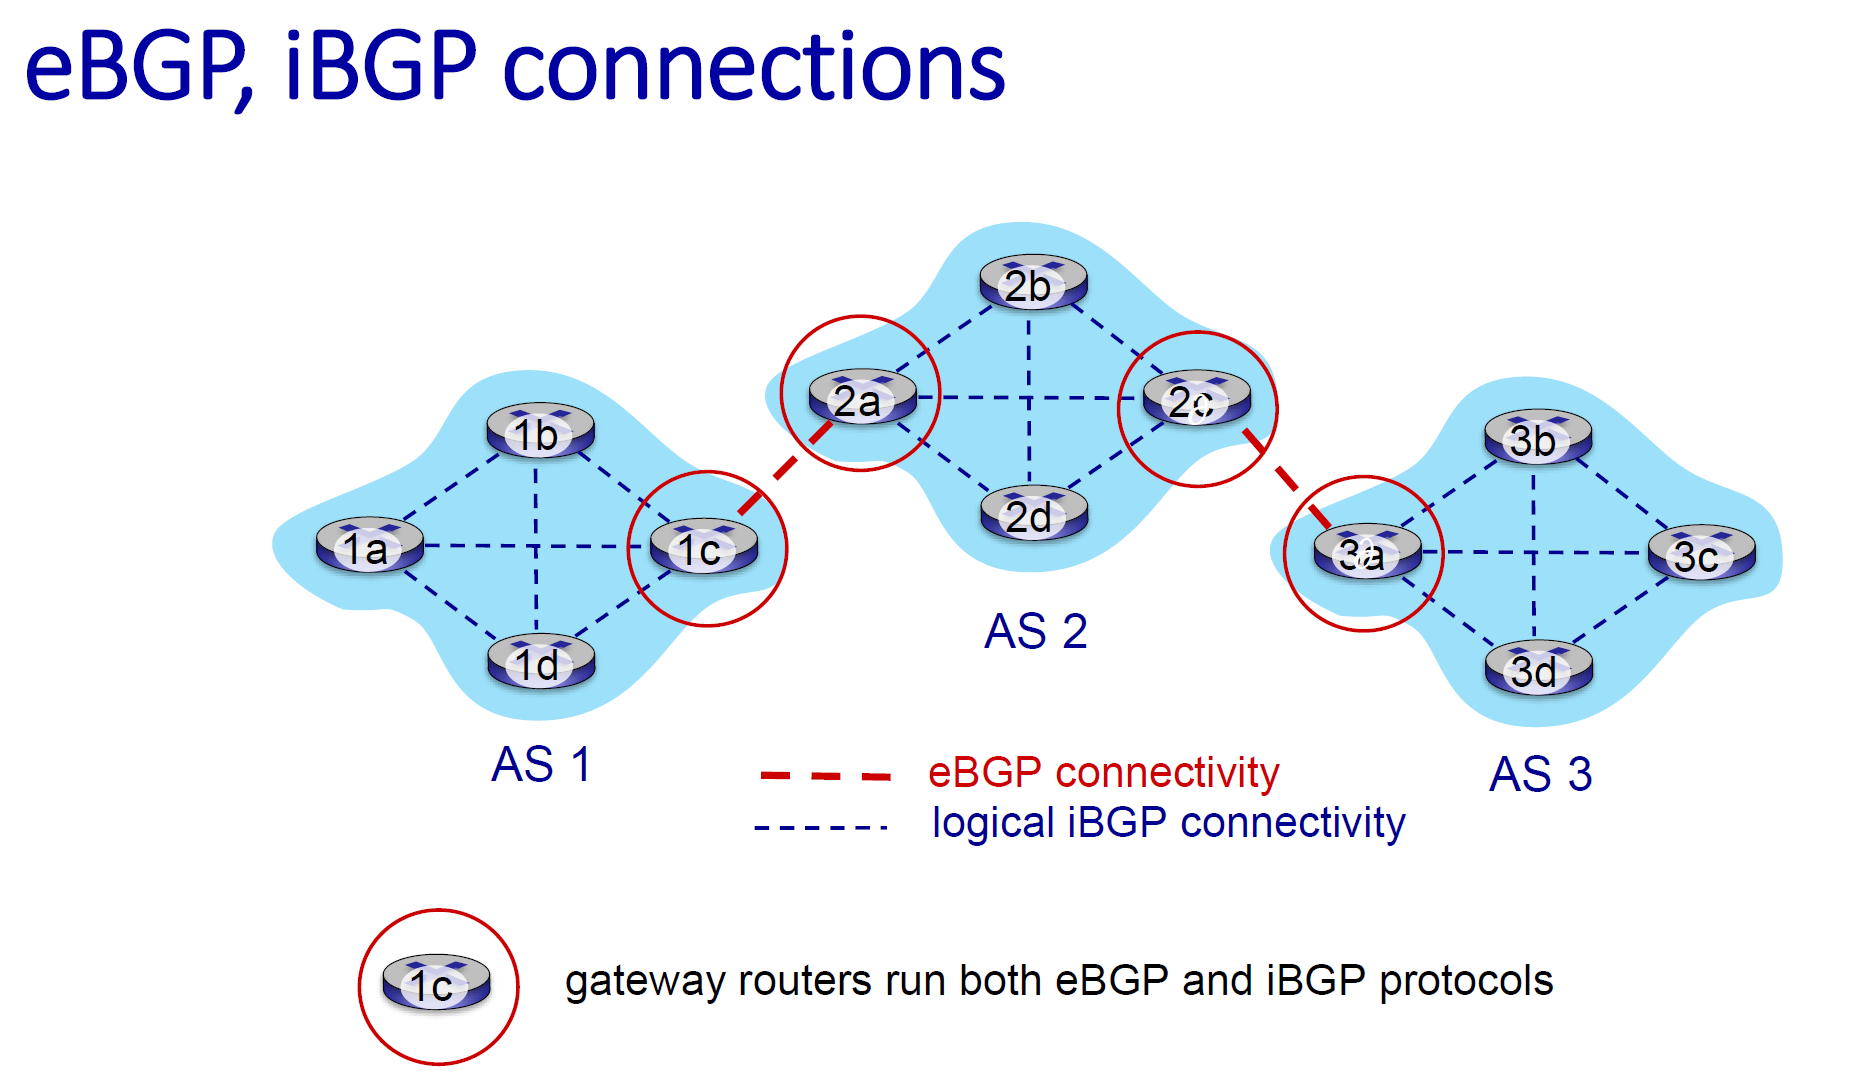 eBGP, iBGP connections
2b
2a
2c
1b
3b
2d
1a
1c
3a
3c
AS 2
1d
3d
AS 1
eBGP connectivity
AS 3
logical iBGP connectivity
1c
gateway routers run both eBGP and iBGP protocols